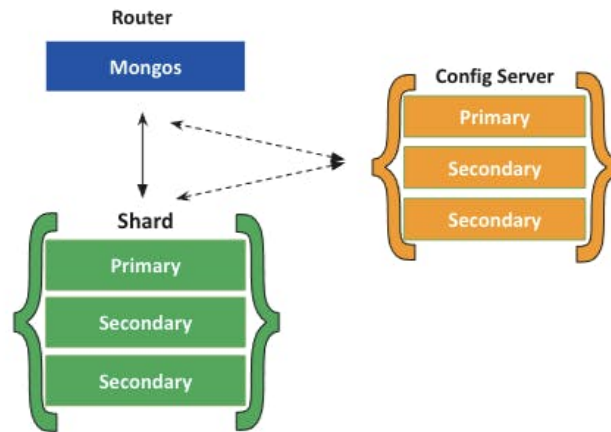 Router
Mongos
Config Server
Primary
Secondary
Secondary
Shard
Primary
Secondary
Secondary